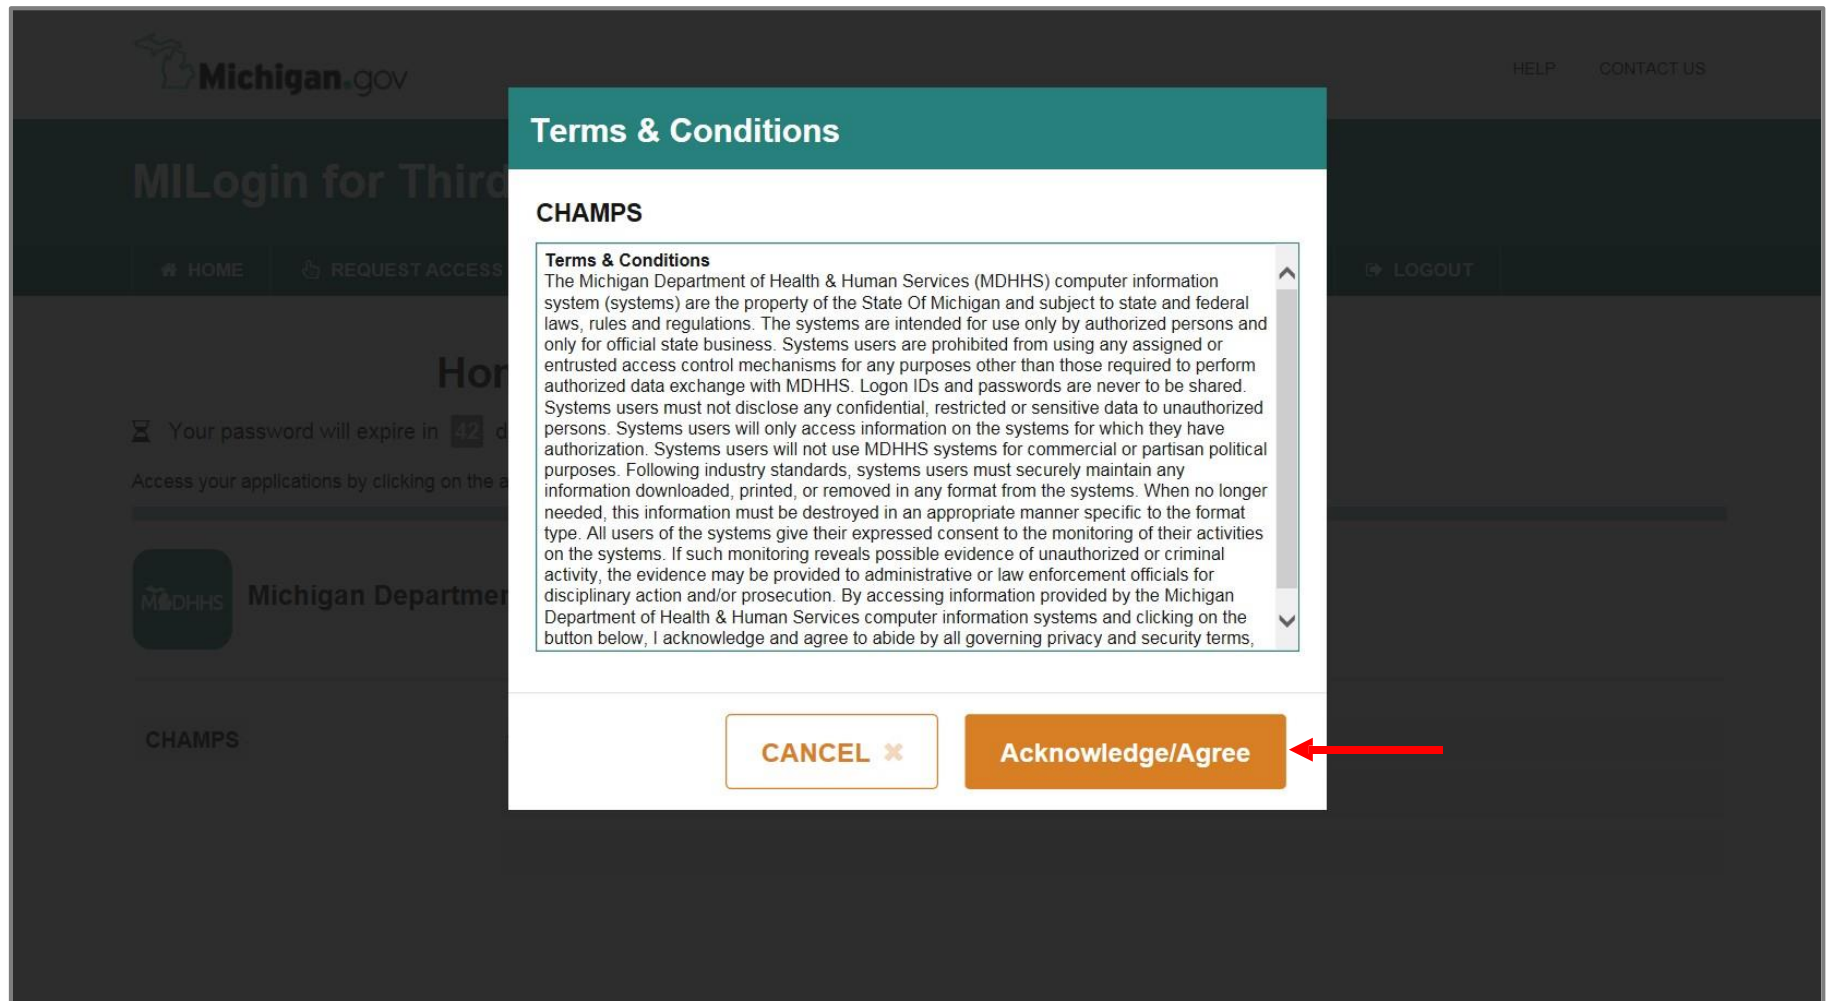 Michigan.gov
HELP CONTACT US
Terms & Conditions
MILogin for Third
CHAMPS
HOME REQUEST ACCESS LOGOUT
Terms & Conditions
The Michigan Department of Health & Human Services (MDHHS) computer information
system (systems) are the property of the State Of Michigan and subject to state and federal
laws, rules and regulations. The systems are intended for use only by authorized persons and
only for official state business. Systems users are prohibited from using any assigned or
entrusted access control mechanisms for any purposes other than those required to perform
authorized data exchange with MDHHS. Logon IDs and passwords are never to be shared.
Systems users must not disclose any confidential, restricted or sensitive data to unauthorized
persons. Systems users will only access information on the systems for which they have
authorization. Systems users will not use MDHHS systems for commercial or partisan political
purposes. Following industry standards, systems users must securely maintain any
information downloaded, printed, or removed in any format from the systems. When no longer
needed, this information must be destroyed in an appropriate manner specific to the format
type. All users of the systems give their expressed consent to the monitoring of their activities
on the systems. If such monitoring reveals possible evidence of unauthorized or criminal
activity, the evidence may be provided to administrative or law enforcement officials for
disciplinary action and/or prosecution. By accessing information provided by the Michigan
Department of Health & Human Services computer information systems and clicking on the
button below, I acknowledge and agree to abide by all governing privacy and security terms,
Hor
Your password will expire in 42 d
Access your applications by clicking on the a
MDHHS
Michigan Departmen
CHAMPS
CANCEL ✖
Acknowledge/Agree